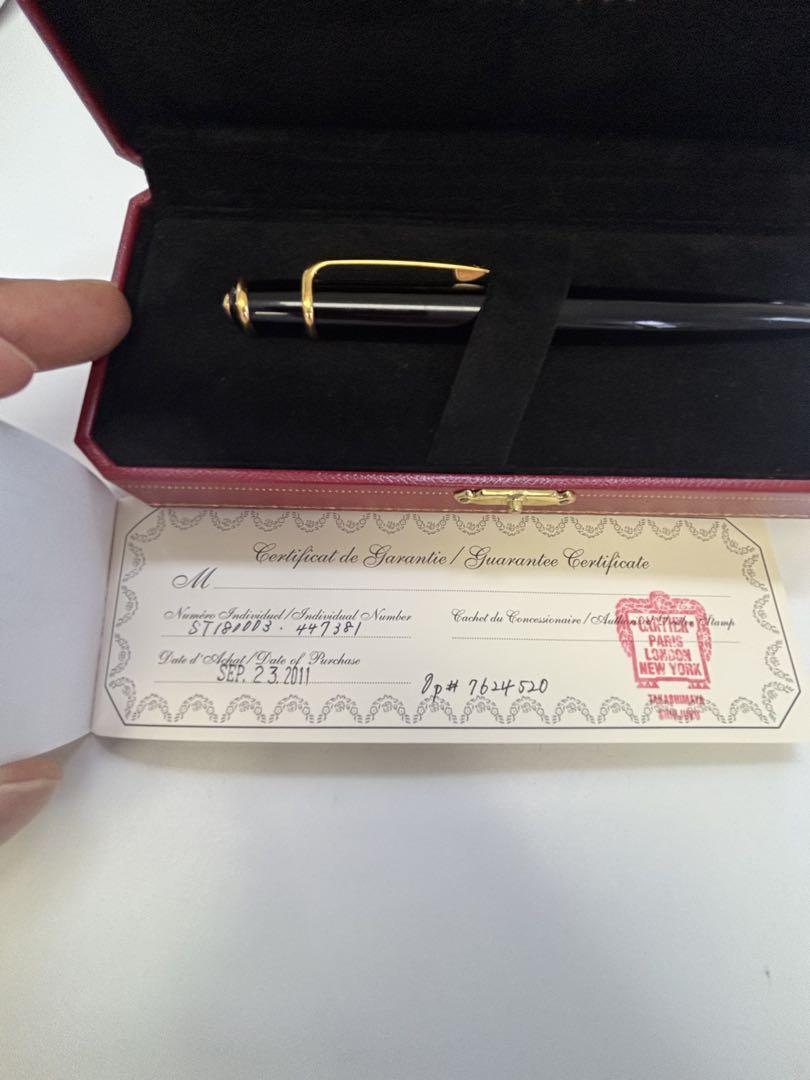 Certificat de Garantie / Guarantee Certificate
M
Numéro Individuel / Individual Number
ST180003. 447381
Cachet du Concessionaire / Authorized Dealer Stamp
CARTIER
PARIS
LONDON
NEW YORK
TAKASHIMAYA
Date d'Achat / Date of Purchase
SEP. 23. 2011
Op# 7624520